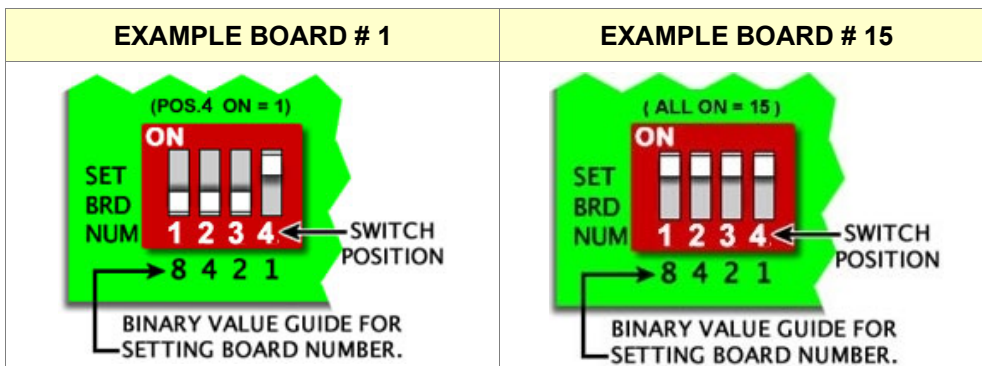 EXAMPLE BOARD # 1
(POS.4 ON = 1)
ON
SET
BRD
NUM
1 2 3 4
SWITCH
POSITION
8 4 2 1
BINARY VALUE GUIDE FOR
SETTING BOARD NUMBER.
EXAMPLE BOARD # 15
( ALL ON = 15 )
ON
SET
BRD
NUM
1 2 3 4
SWITCH
POSITION
8 4 2 1
BINARY VALUE GUIDE FOR
SETTING BOARD NUMBER.